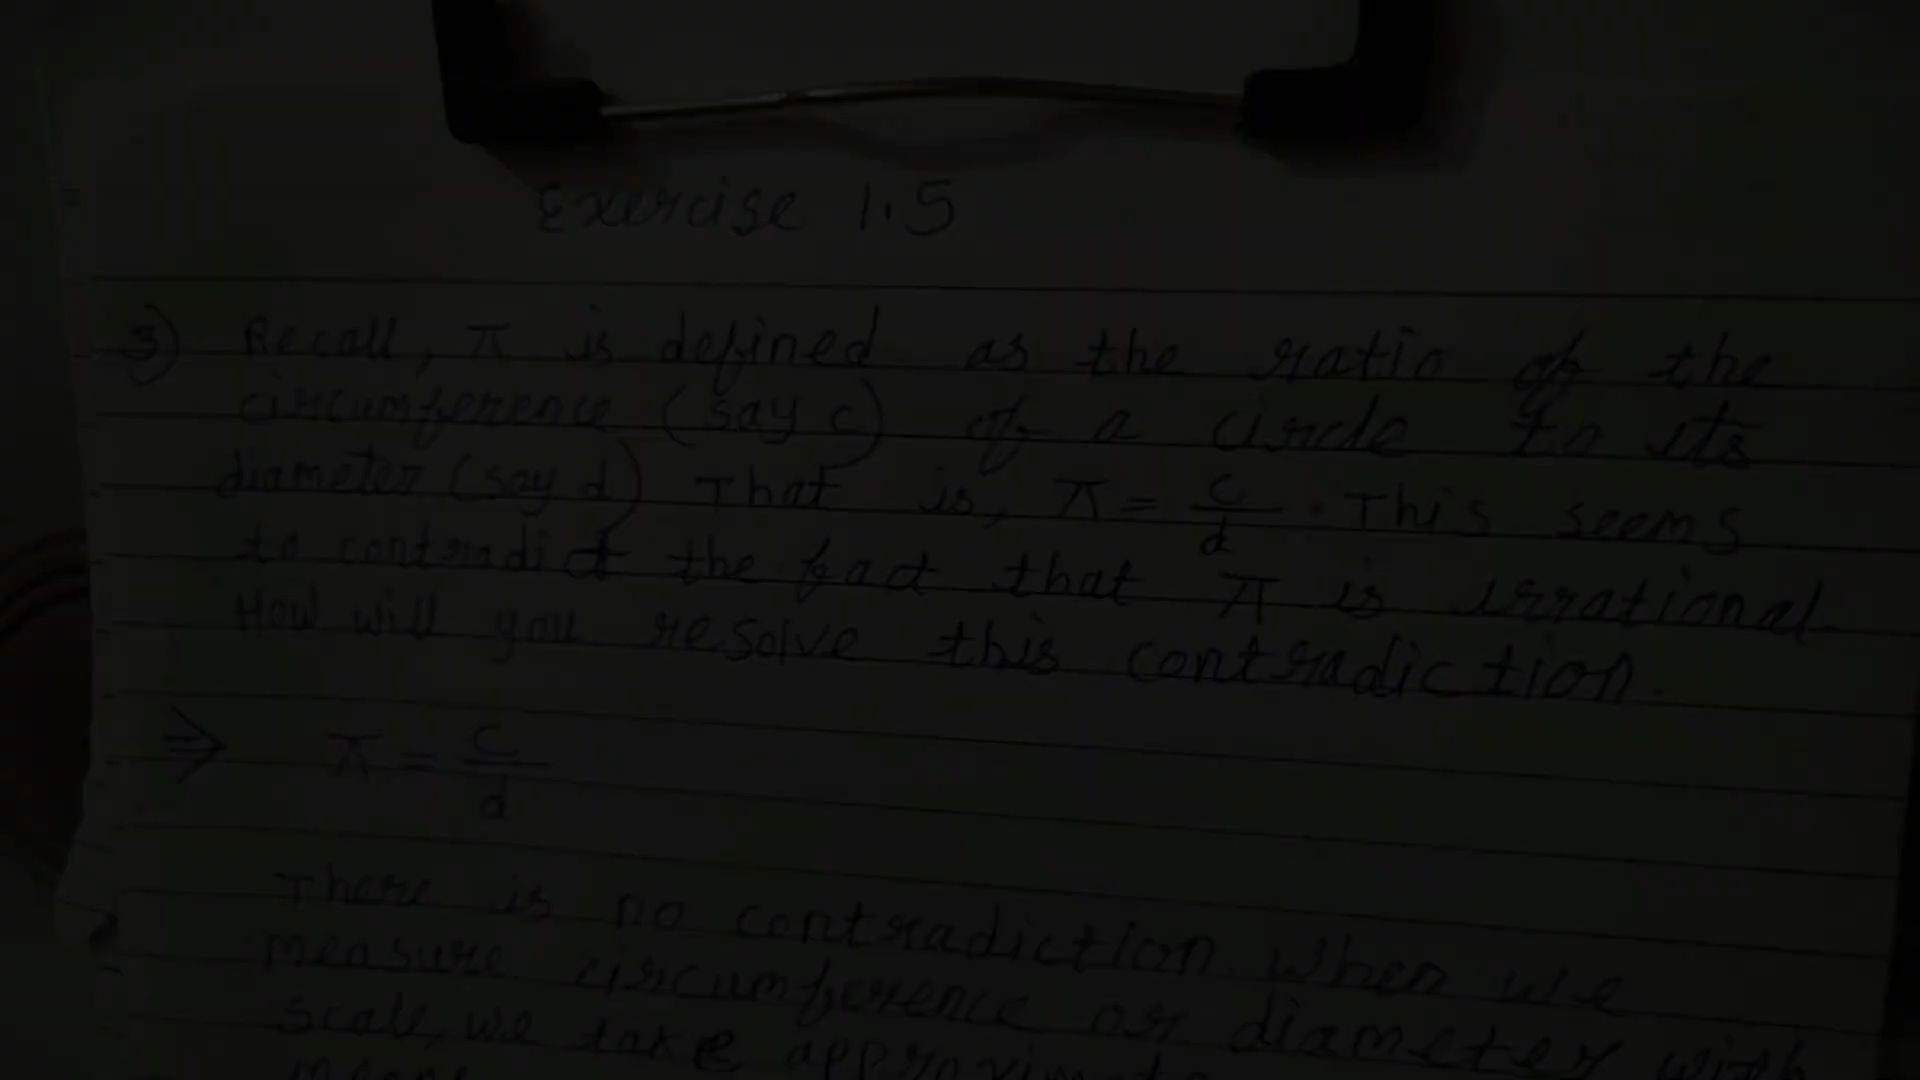 Exercise 1.5
3) Recall, π is defined as the ratio of the
circumference (say c) of a circle to its
diameter (say d) That is, π = c/d. This seems
to contradict the fact that π is irrational.
How will you resolve this contradiction.
⇒ π = c/d
There is no contradiction. When we
measure circumference or diameter with
scale, we take approximate